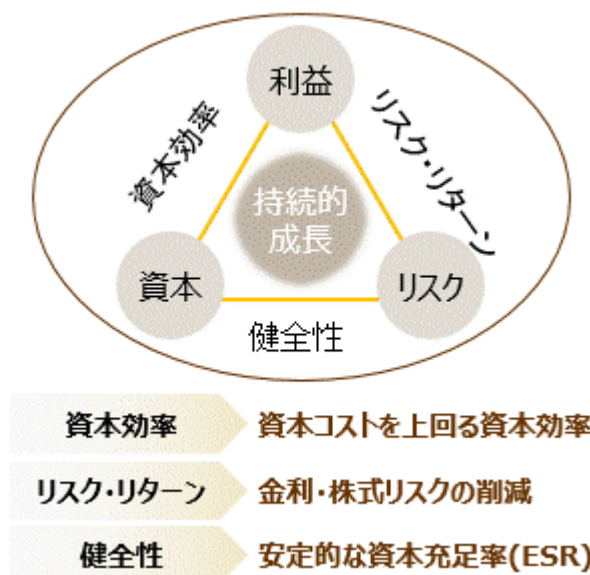 利益
資本効率
リスク・リターン
持続的
成長
資本
リスク
健全性
資本効率
資本コストを上回る資本効率
リスク・リターン
金利・株式リスクの削減
健全性
安定的な資本充足率(ESR)